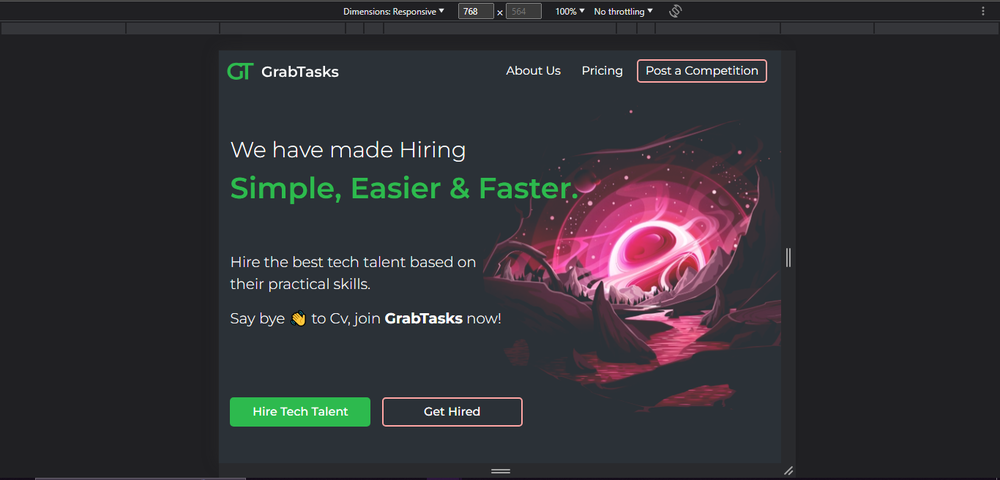 Dimensions: Responsive ▼ 768 × 564 100% ▼ No throttling ▼
GT GrabTasks About Us Pricing Post a Competition
We have made Hiring
Simple, Easier & Faster.
Hire the best tech talent based on
their practical skills.
Say bye 👋 to Cv, join GrabTasks now!
Hire Tech Talent Get Hired